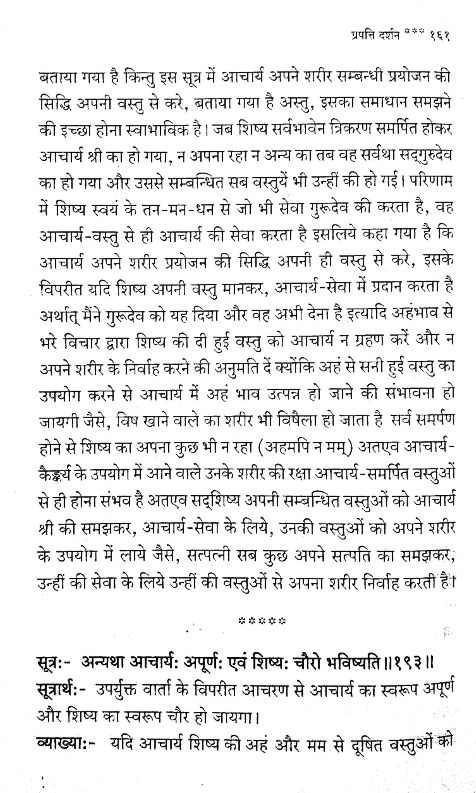 प्रपत्ति दर्शन *** १६१
बताया गया है किन्तु इस सूत्र में आचार्य अपने शरीर सम्बन्धी प्रयोजन की
सिद्धि अपनी वस्तु से करे, बताया गया है अस्तु, इसका समाधान समझने
की इच्छा होना स्वाभाविक है। जब शिष्य सर्वभावेन त्रिकरण समर्पित होकर
आचार्य श्री का हो गया, न अपना रहा न अन्य का तब वह सर्वथा सद्‌गुरुदेव
का हो गया और उससे सम्बन्धित सब वस्तुयें भी उन्हीं की हो गई। परिणाम
में शिष्य स्वयं के तन-मन-धन से जो भी सेवा गुरूदेव की करता है, वह
आचार्य-वस्तु से ही आचार्य की सेवा करता है इसलिये कहा गया है कि
आचार्य अपने शरीर प्रयोजन की सिद्धि अपनी ही वस्तु से करे, इसके
विपरीत यदि शिष्य अपनी वस्तु मानकर, आचार्य-सेवा में प्रदान करता है
अर्थात् मैंने गुरूदेव को यह दिया और वह अभी देना है इत्यादि अहंभाव से
भरे विचार द्वारा शिष्य की दी हुई वस्तु को आचार्य न ग्रहण करें और न
अपने शरीर के निर्वाह करने की अनुमति दें क्योंकि अहं से सनी हुई वस्तु का
उपयोग करने से आचार्य में अहं भाव उत्पन्न हो जाने की संभावना हो
जायगी जैसे, विष खाने वाले का शरीर भी विषैला हो जाता है सर्व समर्पण
होने से शिष्य का अपना कुछ भी न रहा (अहमपि न मम्) अतएव आचार्य-
कैङ्कर्य के उपयोग में आने वाले उनके शरीर की रक्षा आचार्य-समर्पित वस्तुओं
से ही होना संभव है अतएव सद्‌शिष्य अपनी सम्बन्धित वस्तुओं को आचार्य
श्री की समझकर, आचार्य-सेवा के लिये, उनकी वस्तुओं को अपने शरीर
के उपयोग में लाये जैसे, सत्पत्नी सब कुछ अपने सत्पति का समझकर,
उन्हीं की सेवा के लिये उन्हीं की वस्तुओं से अपना शरीर निर्वाह करती है।
*****
सूत्र:- अन्यथा आचार्य: अपूर्ण: एवं शिष्य: चौरो भविष्यति॥१९३॥
सूत्रार्थ:- उपर्युक्त वार्ता के विपरीत आचरण से आचार्य का स्वरूप अपूर्ण
और शिष्य का स्वरूप चौर हो जायगा।
व्याख्या:- यदि आचार्य शिष्य की अहं और मम से दूषित वस्तुओं को